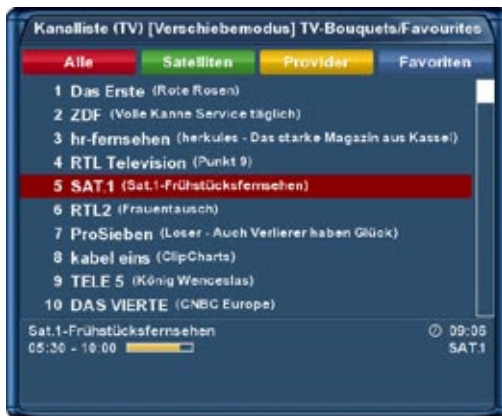 Kanalliste (TV) [Verschiebemodus] TV-Bouquets/Favourites
Alle Satelliten Provider Favoriten
1 Das Erste (Rote Rosen)
2 ZDF (Volle Kanne Service täglich)
3 hr-fernsehen (herkules - Das starke Magazin aus Kassel)
4 RTL Television (Punkt 9)
5 SAT.1 (Sat.1-Frühstücksfernsehen)
6 RTL2 (Frauentausch)
7 ProSieben (Loser - Auch Verlierer haben Glück)
8 kabel eins (ClipCharts)
9 TELE 5 (König Wenceslas)
10 DAS VIERTE (CNBC Europe)
Sat.1-Frühstücksfernsehen 09:06
05:30 - 10:00 SAT.1